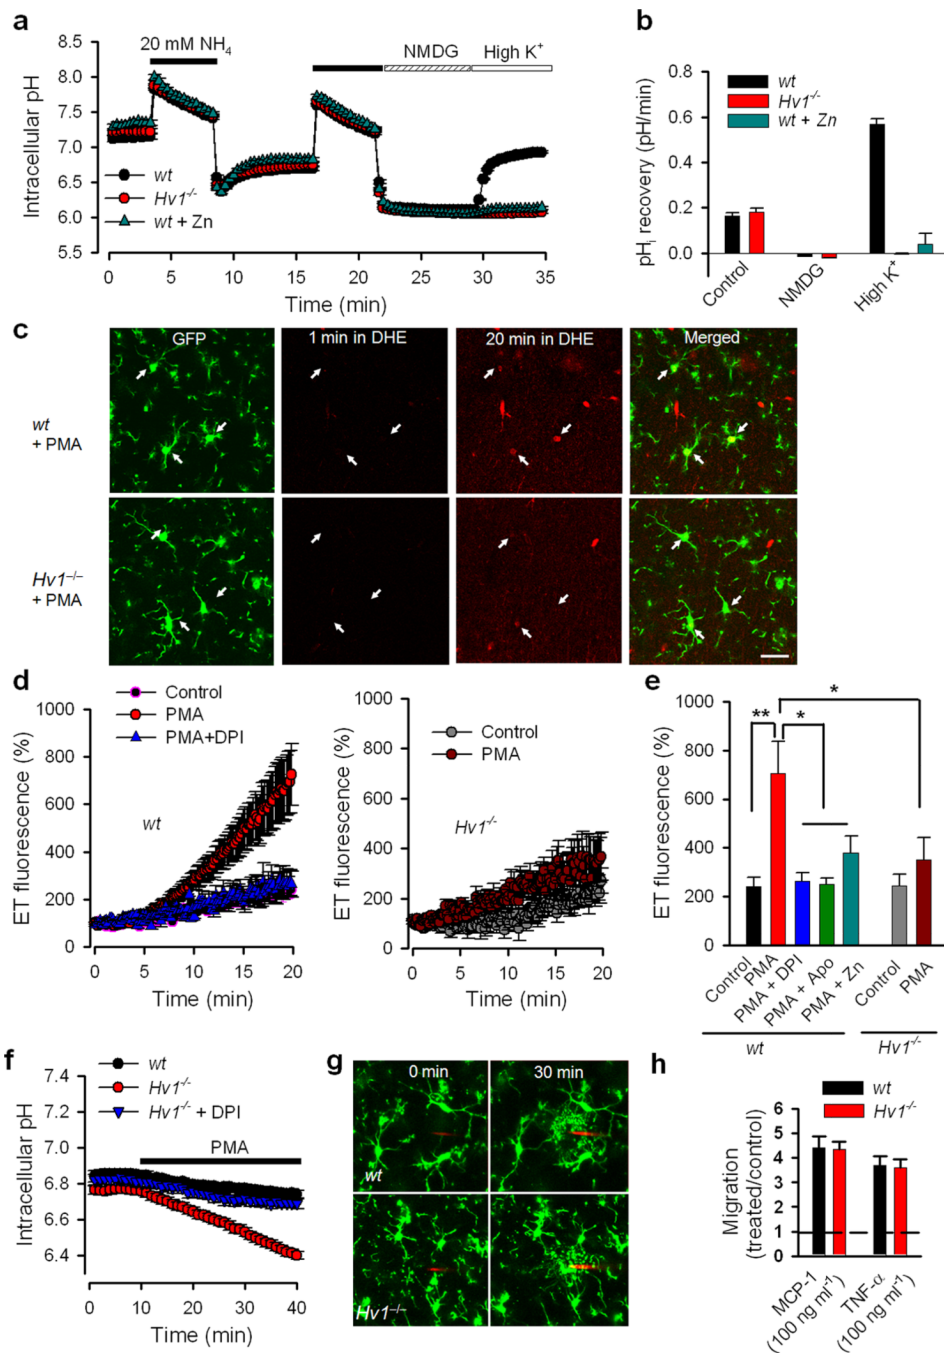 a
20 mM NH4
NMDG
High K+
Intracellular pH
8.5
8.0
7.5
7.0
6.5
6.0
5.5
wt
Hv1-/-
wt + Zn
0 5 10 15 20 25 30 35
Time (min)
b
pHi recovery (pH/min)
0.8
0.6
0.4
0.2
0.0
wt
Hv1-/-
wt + Zn
Control
NMDG
High K+
c
GFP
1 min in DHE
20 min in DHE
Merged
wt
+ PMA
Hv1–/–
+ PMA
d
ET fluorescence (%)
1000
800
600
400
200
0
Control
PMA
PMA+DPI
wt
0 5 10 15 20
Time (min)
ET fluorescence (%)
1000
800
600
400
200
0
Control
PMA
Hv1-/-
0 5 10 15 20
Time (min)
e
ET fluorescence (%)
1000
800
600
400
200
0
**
*
*
Control
PMA
PMA + DPI
PMA + Apo
PMA + Zn
Control
PMA
wt
Hv1-/-
f
Intracellular pH
7.4
7.2
7.0
6.8
6.6
6.4
wt
Hv1-/-
Hv1-/- + DPI
PMA
0 10 20 30 40
Time (min)
g
0 min
30 min
wt
Hv1–/–
h
wt
Hv1-/-
Migration
(treated/control)
6
5
4
3
2
1
0
MCP-1
(100 ng ml-1)
TNF-α
(100 ng ml-1)